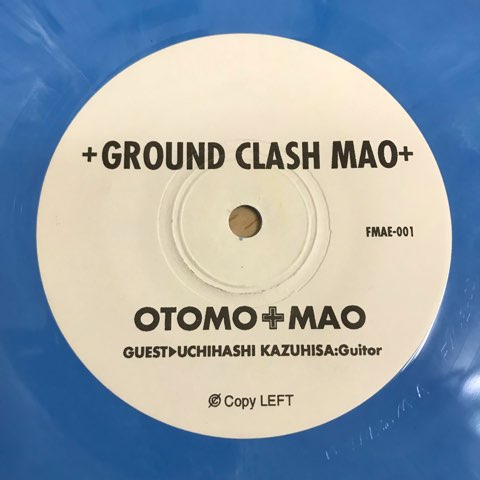 +GROUND CLASH MAO+
FMAE-001
OTOMO+MAO
GUEST▶UCHIHASHI KAZUHISA:Guitor
Copy LEFT